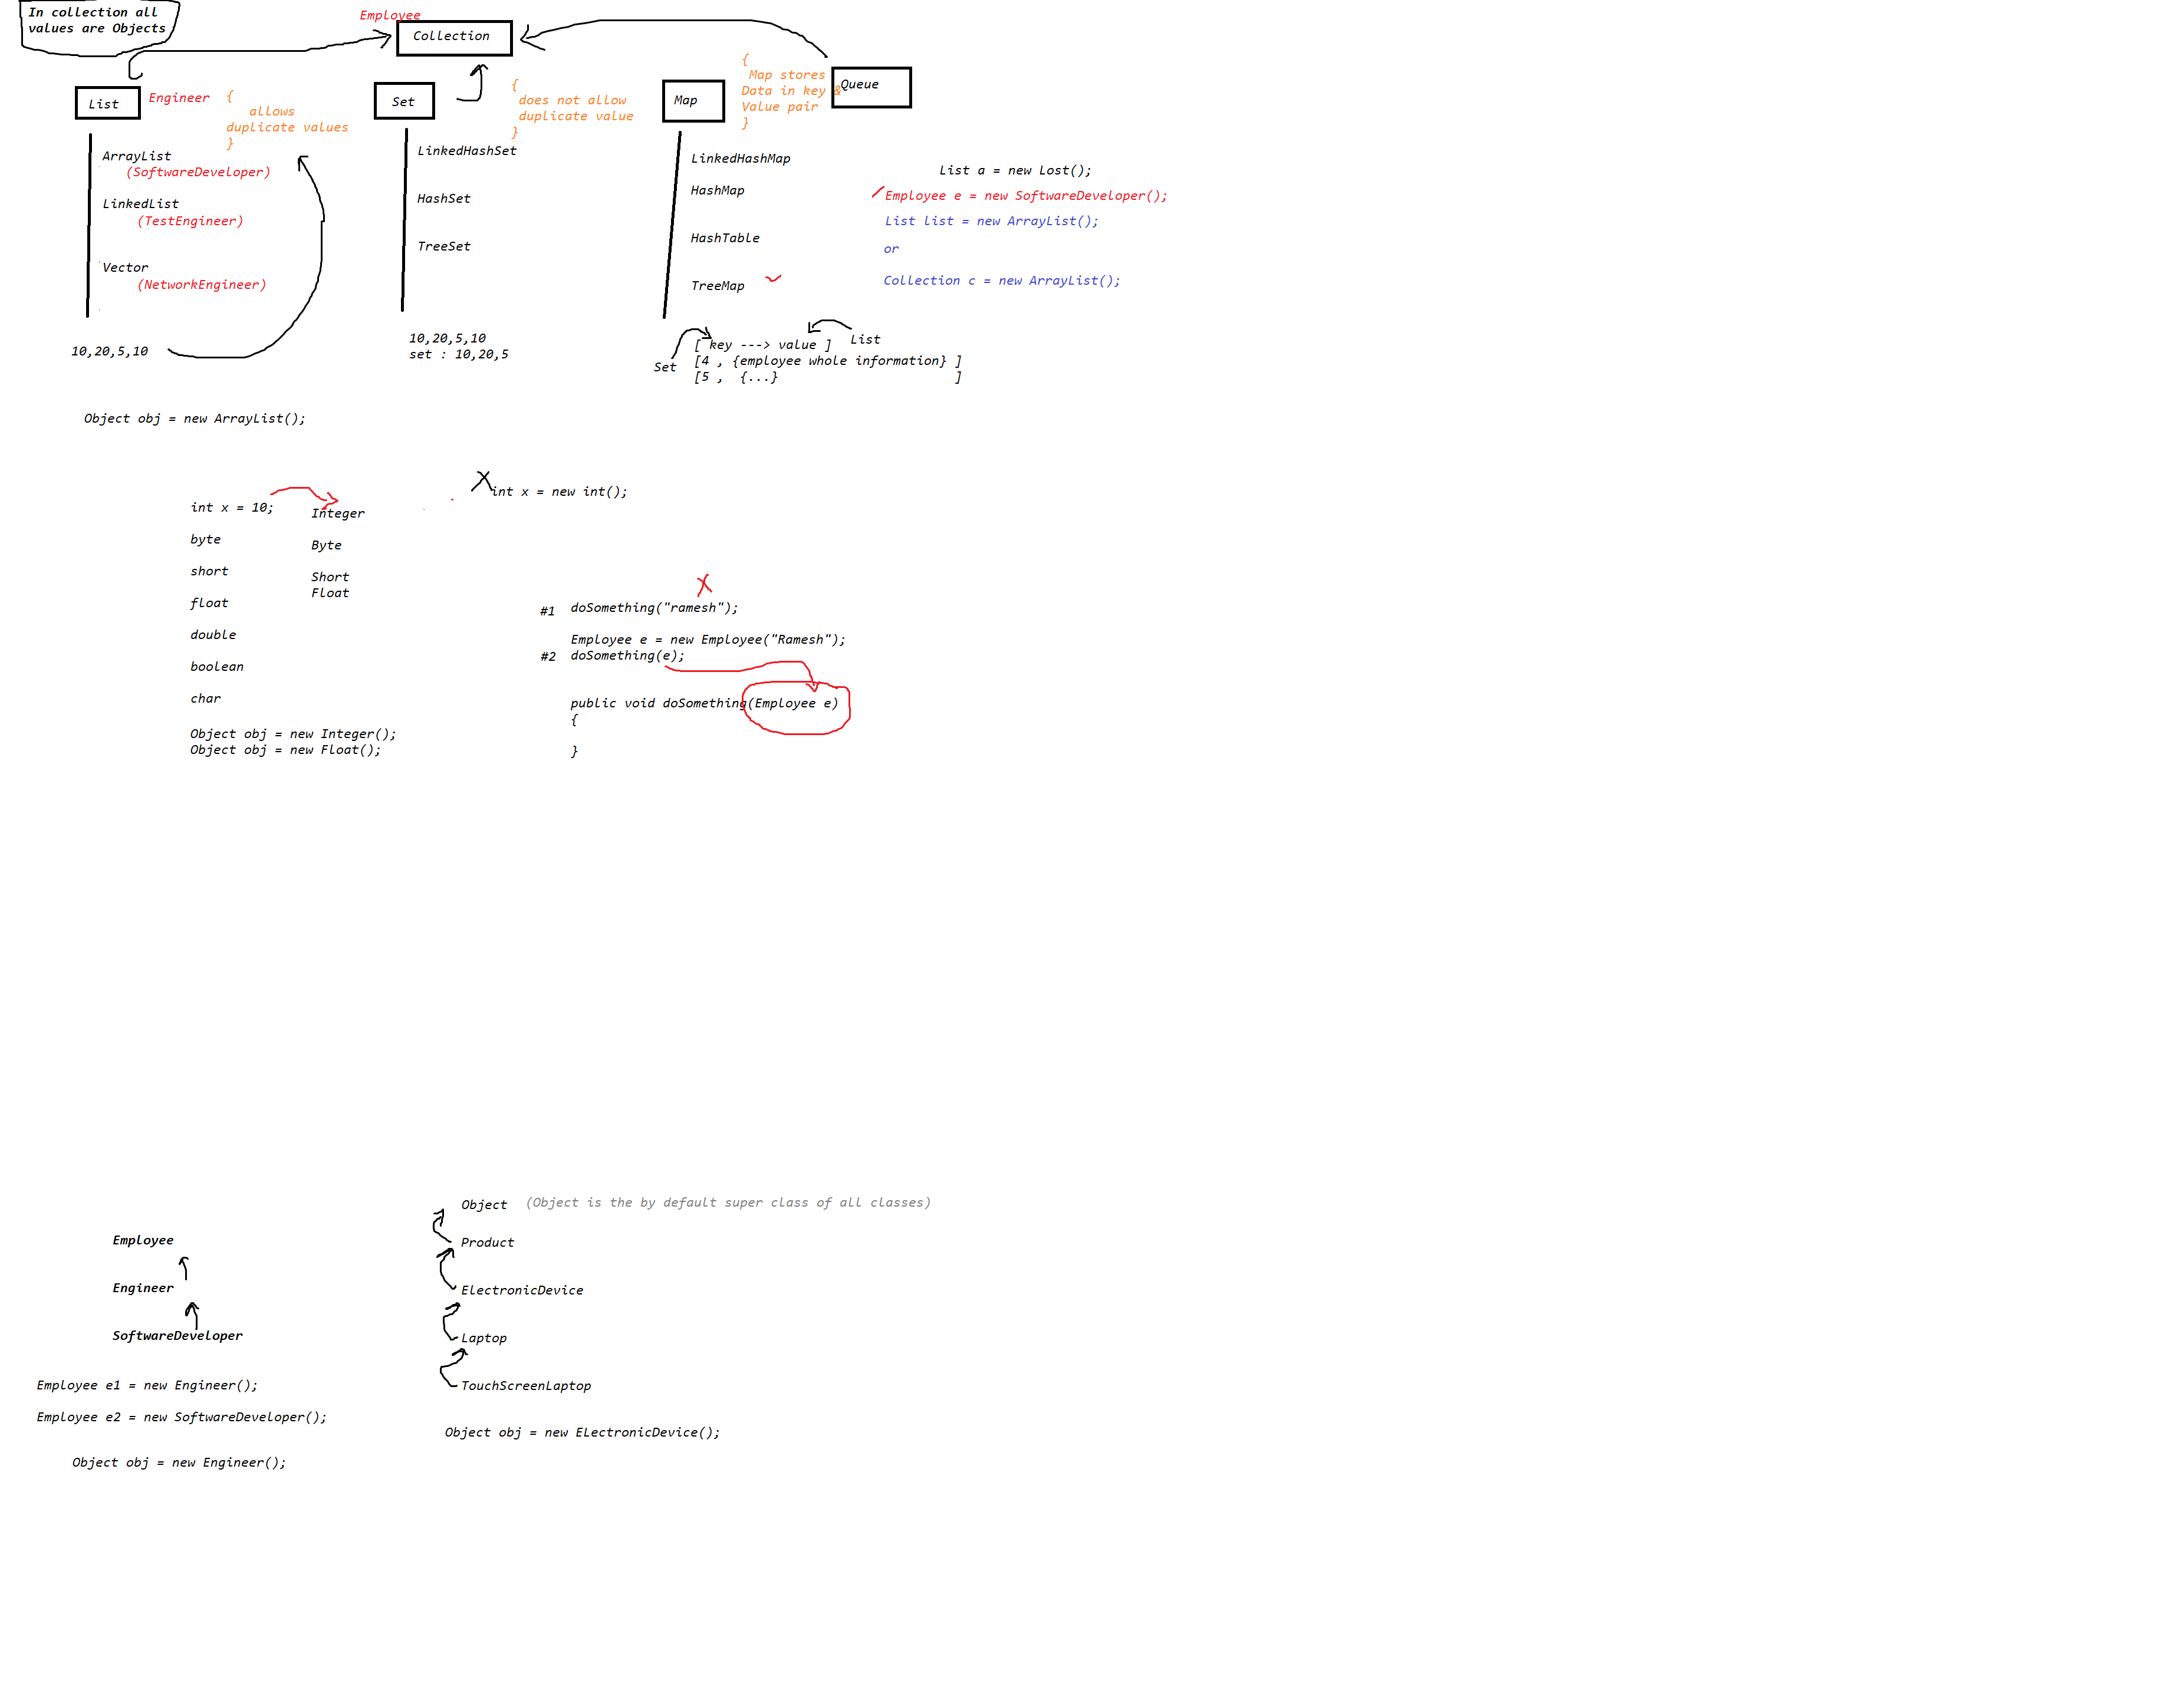 In collection all
values are Objects
Employee
Collection
List
Engineer
{
allows
duplicate values
}
Set
{
does not allow
duplicate value
}
Map
{
Map stores
Data in key &
Value pair
}
Queue
ArrayList
(SoftwareDeveloper)
LinkedList
(TestEngineer)
Vector
(NetworkEngineer)
10,20,5,10
LinkedHashSet
HashSet
TreeSet
10,20,5,10
set : 10,20,5
LinkedHashMap
HashMap
HashTable
TreeMap
[ key ---> value ]
List
Set
[4 , {employee whole information} ]
[5 , {...} ]
List a = new Lost();
Employee e = new SoftwareDeveloper();
List list = new ArrayList();
or
Collection c = new ArrayList();
Object obj = new ArrayList();
X
int x = new int();
int x = 10;
byte
short
float
double
boolean
char
Integer
Byte
Short
Float
Object obj = new Integer();
Object obj = new Float();
X
#1 doSomething("ramesh");
Employee e = new Employee("Ramesh");
#2 doSomething(e);
public void doSomething(Employee e)
{
}
Employee
Engineer
SoftwareDeveloper
Employee e1 = new Engineer();
Employee e2 = new SoftwareDeveloper();
Object obj = new Engineer();
Object (Object is the by default super class of all classes)
Product
ElectronicDevice
Laptop
TouchScreenLaptop
Object obj = new ELectronicDevice();